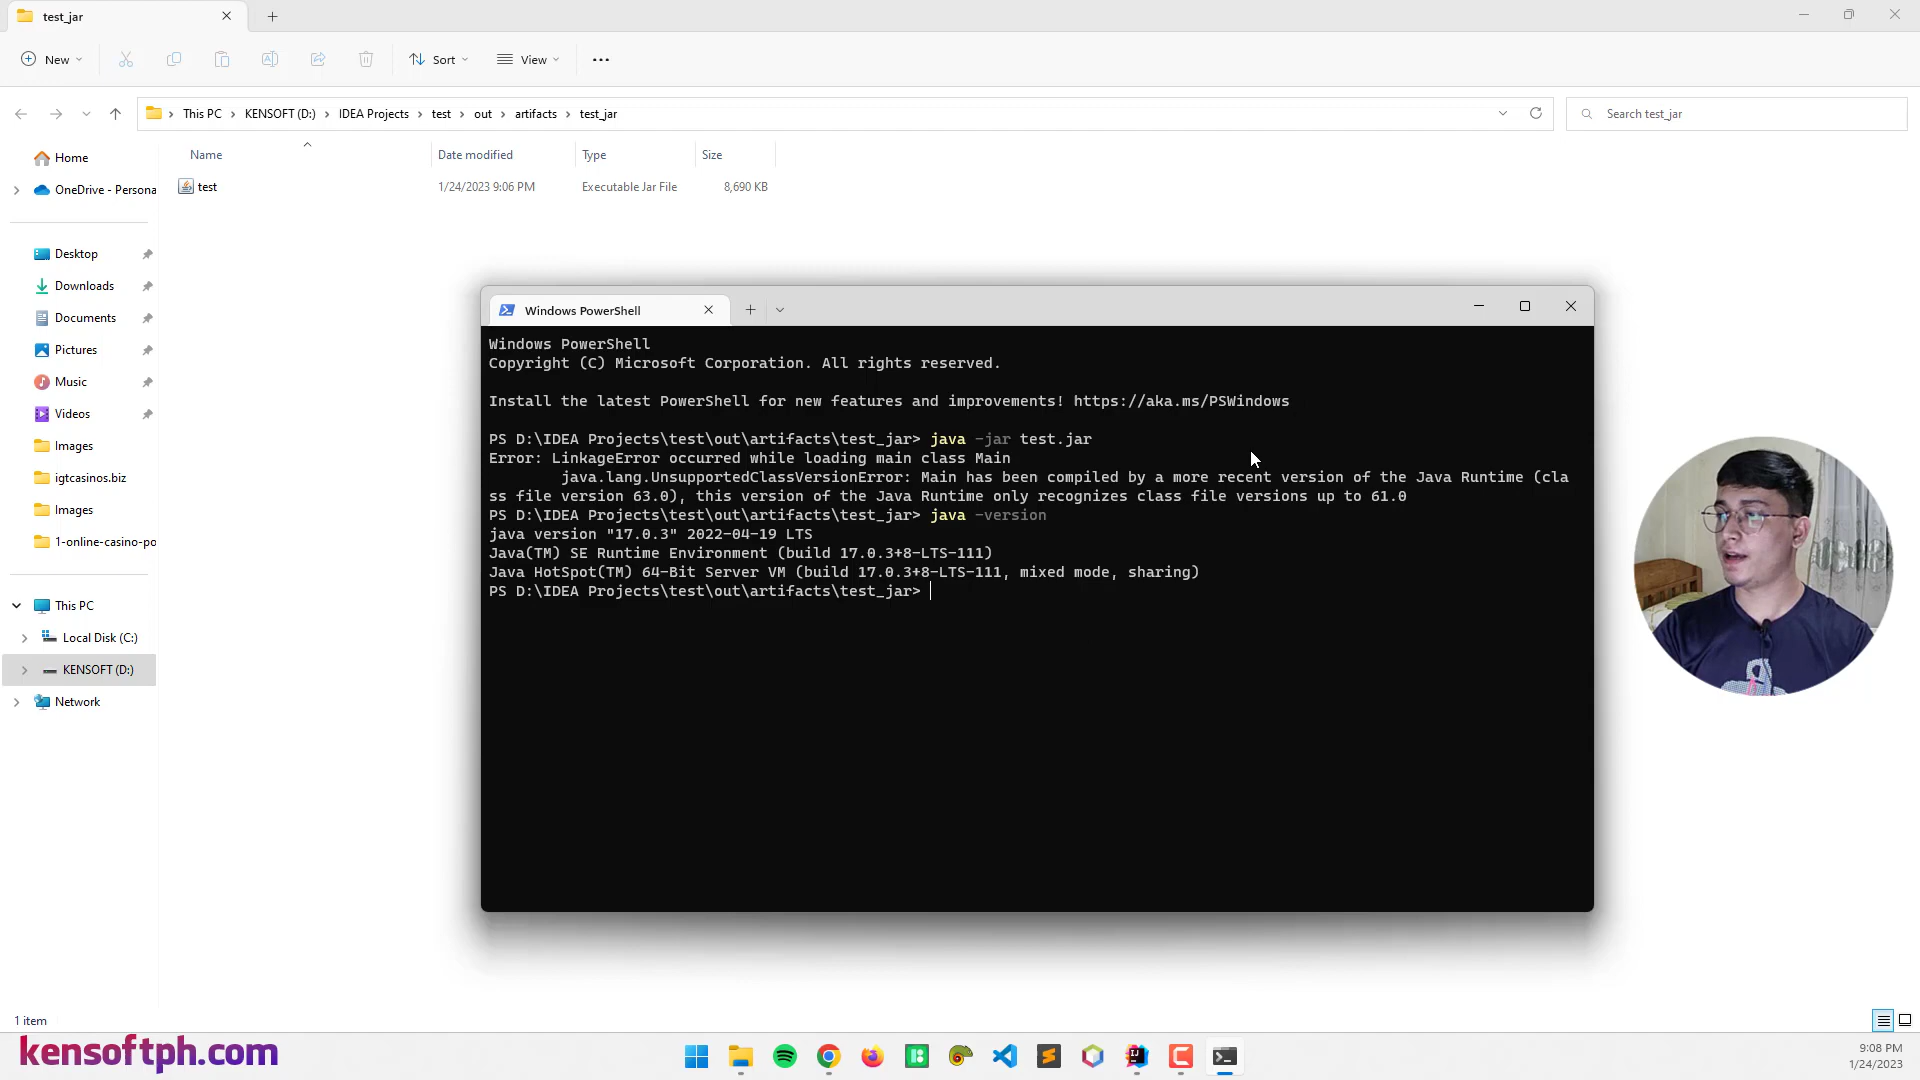 test_jar
New
Sort
View
This PC
KENSOFT (D:)
IDEA Projects
test
out
artifacts
test_jar
Search test_jar
Name
Date modified
Type
Size
test
1/24/2023 9:06 PM
Executable Jar File
8,690 KB
Home
OneDrive - Persona
Desktop
Downloads
Documents
Pictures
Music
Videos
Images
igtcasinos.biz
Images
1-online-casino-po
This PC
Local Disk (C:)
KENSOFT (D:)
Network
Windows PowerShell
Windows PowerShell
Copyright (C) Microsoft Corporation. All rights reserved.
Install the latest PowerShell for new features and improvements! https://aka.ms/PSWindows
PS D:\IDEA Projects\test\out\artifacts\test_jar> java -jar test.jar
Error: LinkageError occurred while loading main class Main
java.lang.UnsupportedClassVersionError: Main has been compiled by a more recent version of the Java Runtime (cla
ss file version 63.0), this version of the Java Runtime only recognizes class file versions up to 61.0
PS D:\IDEA Projects\test\out\artifacts\test_jar> java -version
java version "17.0.3" 2022-04-19 LTS
Java(TM) SE Runtime Environment (build 17.0.3+8-LTS-111)
Java HotSpot(TM) 64-Bit Server VM (build 17.0.3+8-LTS-111, mixed mode, sharing)
PS D:\IDEA Projects\test\out\artifacts\test_jar>
1 item
kensoftph.com
9:08 PM
1/24/2023